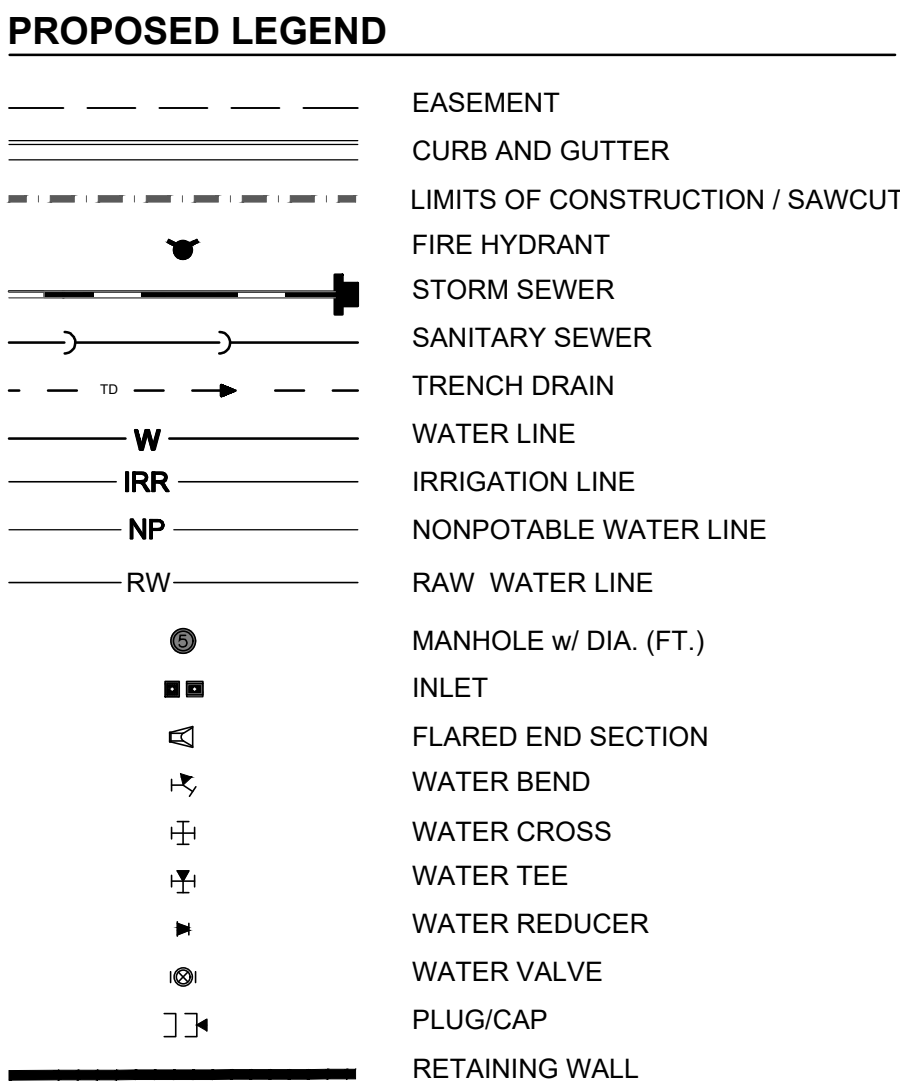 PROPOSED LEGEND
EASEMENT
CURB AND GUTTER
LIMITS OF CONSTRUCTION / SAWCUT
FIRE HYDRANT
STORM SEWER
SANITARY SEWER
TD TRENCH DRAIN
W WATER LINE
IRR IRRIGATION LINE
NP NONPOTABLE WATER LINE
RW RAW WATER LINE
5 MANHOLE w/ DIA. (FT.)
INLET
FLARED END SECTION
WATER BEND
WATER CROSS
WATER TEE
WATER REDUCER
WATER VALVE
PLUG/CAP
RETAINING WALL